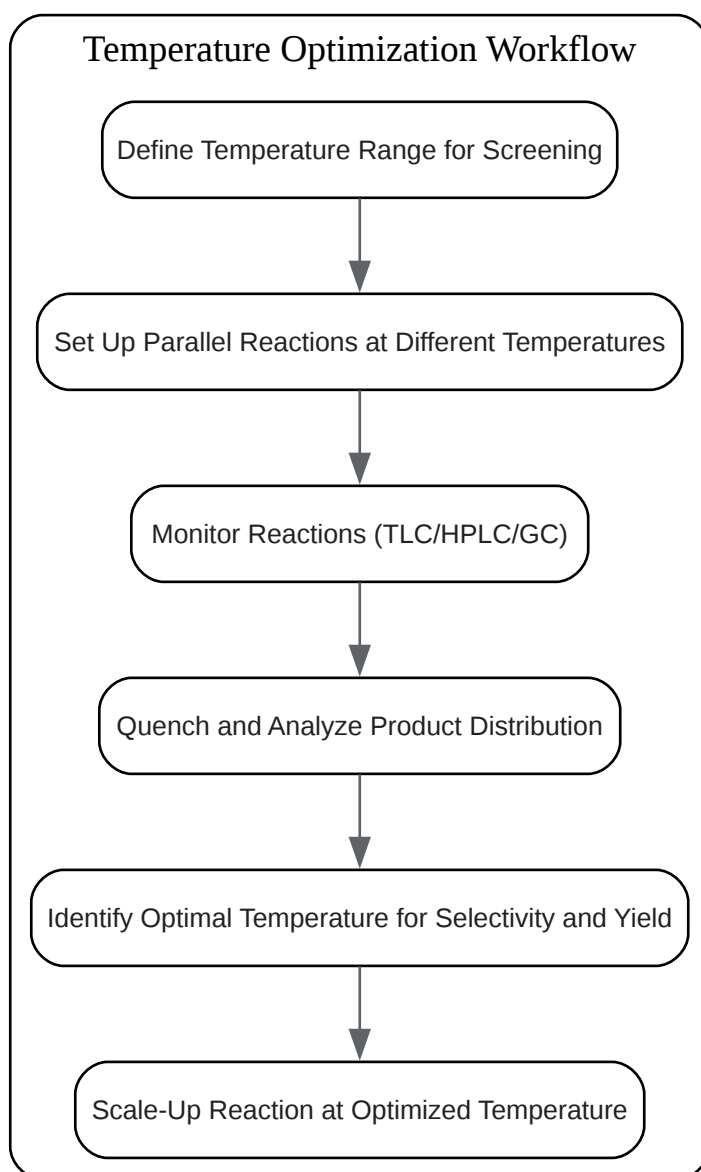 Temperature Optimization Workflow
Define Temperature Range for Screening
Set Up Parallel Reactions at Different Temperatures
Monitor Reactions (TLC/HPLC/GC)
Quench and Analyze Product Distribution
Identify Optimal Temperature for Selectivity and Yield
Scale-Up Reaction at Optimized Temperature